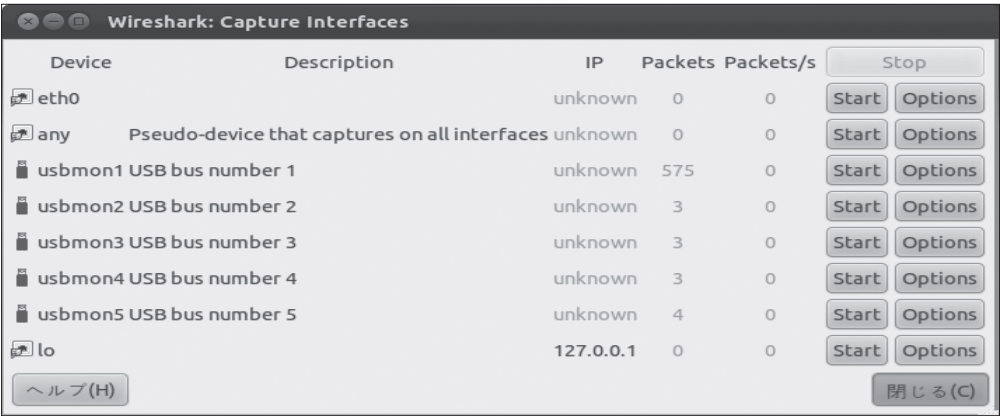 Wireshark: Capture Interfaces
Device Description IP Packets Packets/s Stop
eth0 unknown 0 0 Start Options
any Pseudo-device that captures on all interfaces unknown 0 0 Start Options
usbmon1 USB bus number 1 unknown 575 0 Start Options
usbmon2 USB bus number 2 unknown 3 0 Start Options
usbmon3 USB bus number 3 unknown 3 0 Start Options
usbmon4 USB bus number 4 unknown 3 0 Start Options
usbmon5 USB bus number 5 unknown 4 0 Start Options
lo 127.0.0.1 0 0 Start Options
ヘルプ(H) 閉じる(C)